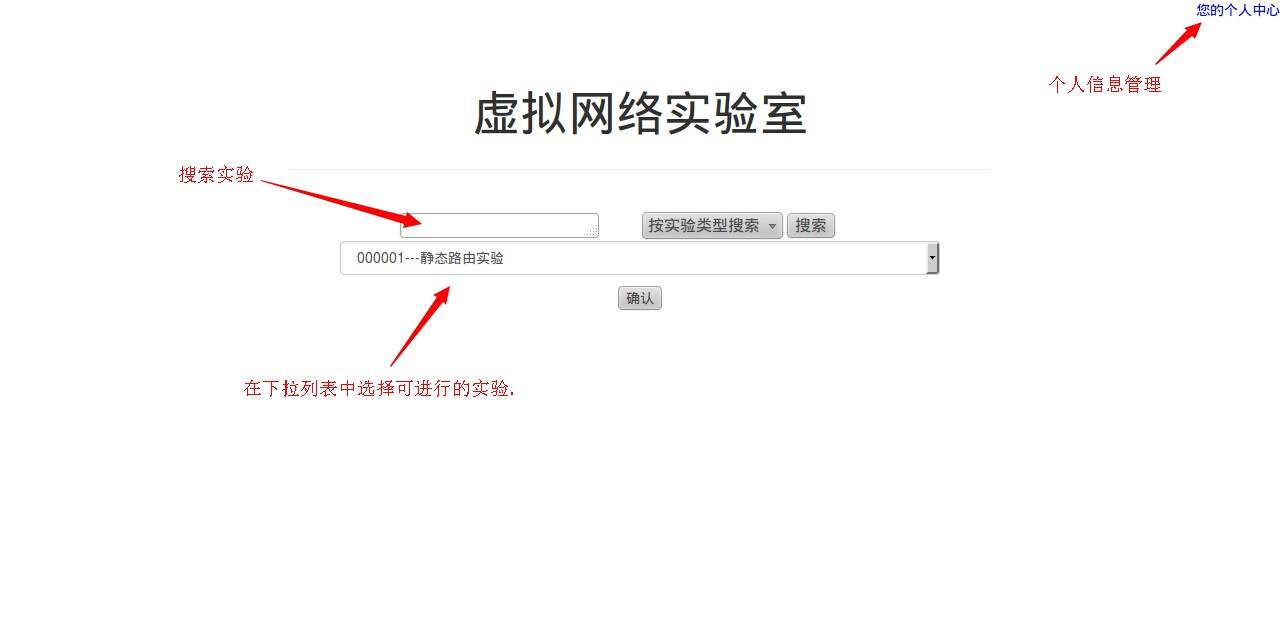 您的个人中心
个人信息管理
虚拟网络实验室
搜索实验
按实验类型搜索 搜索
000001---静态路由实验
确认
在下拉列表中选择可进行的实验.